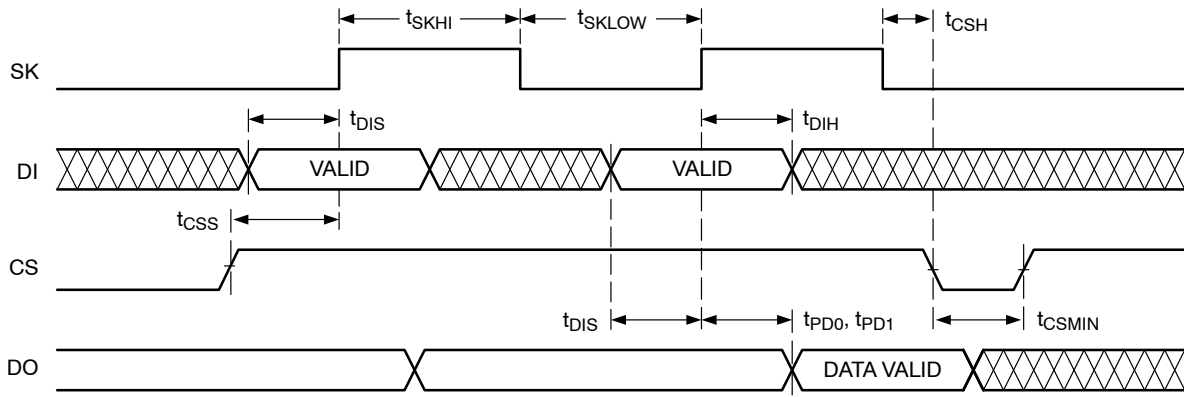 tSKHI tSKLOW tCSH
SK
tDIS tDIH
DI VALID VALID
tCSS
CS
tDIS tPD0, tPD1 tCSMIN
DO DATA VALID